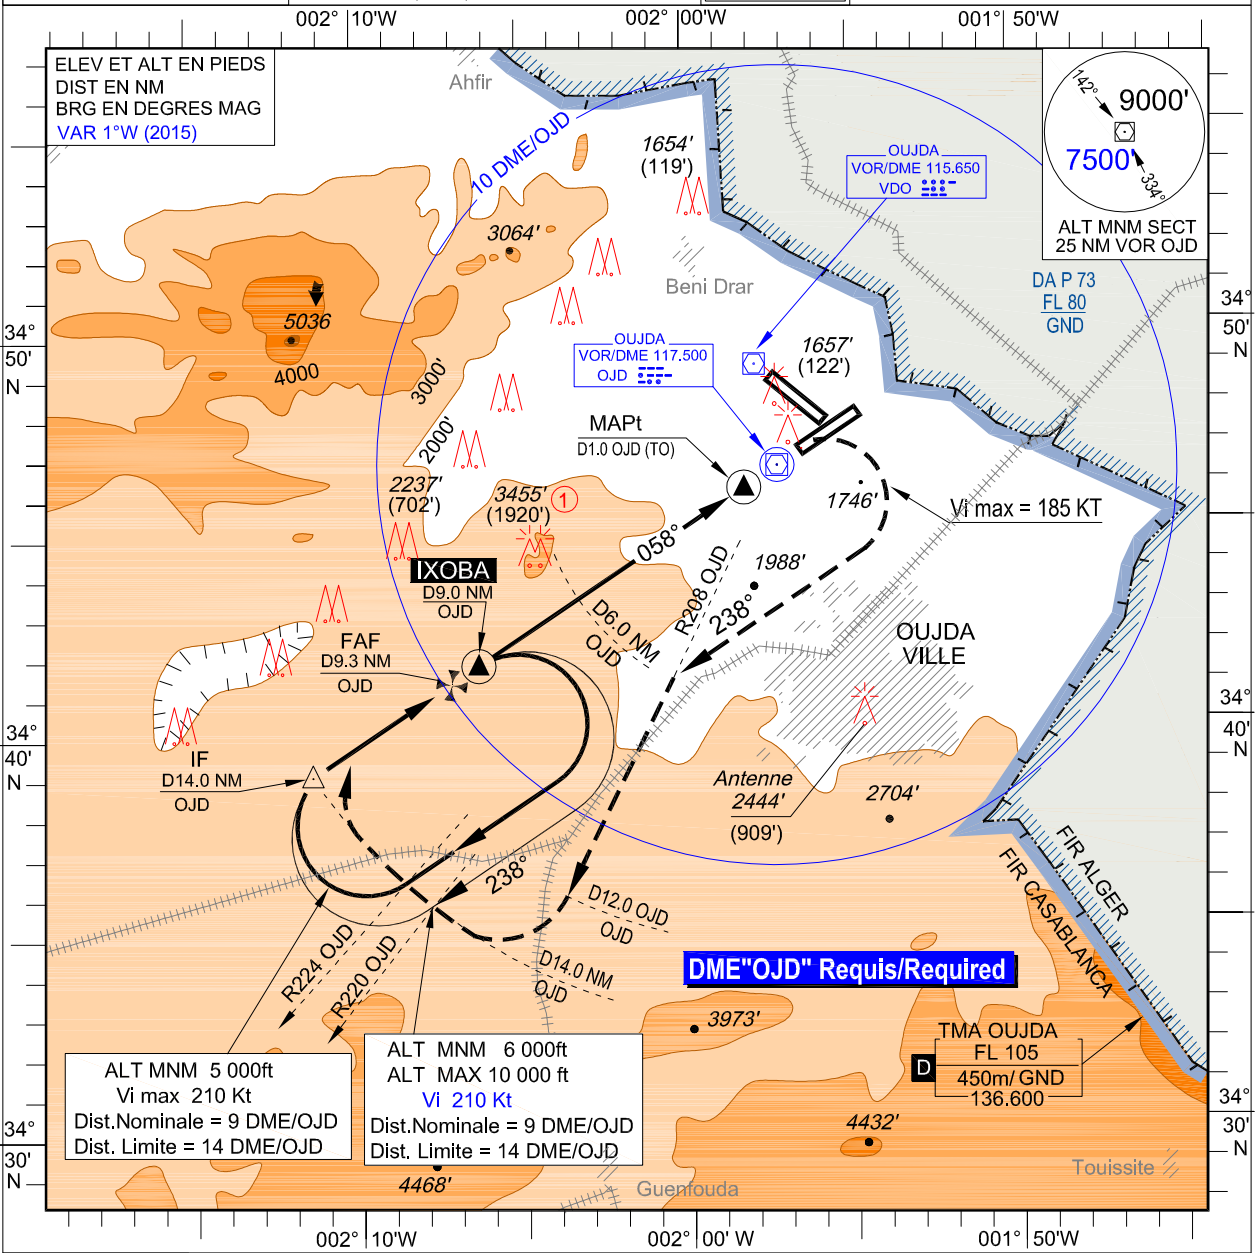 002° 10'W
002° 00'W
001° 50'W
ELEV ET ALT EN PIEDS
DIST EN NM
BRG EN DEGRES MAG
VAR 1°W (2015)
Ahfir
10 DME/OJD
1654'
(119')
OUJDA
VOR/DME 115.650
VDO
142°
9000'
7500'
334°
ALT MNM SECT
25 NM VOR OJD
3064'
Beni Drar
DA P 73
FL 80
GND
34°
50'
N
34°
50'
N
5036
4000
3000'
2000'
OUJDA
VOR/DME 117.500
OJD
1657'
(122')
MAPt
D1.0 OJD (TO)
2237'
(702')
3455'
(1920')
1
1746'
Vi max = 185 KT
058°
IXOBA
D9.0 NM
OJD
D6.0 NM
OJD
R208 OJD
1988'
238°
OUJDA
VILLE
FAF
D9.3 NM
OJD
34°
40'
N
34°
40'
N
IF
D14.0 NM
OJD
Antenne
2444'
(909')
2704'
238°
D12.0 OJD
OJD
D14.0 NM
OJD
R224 OJD
R220 OJD
FIR ALGER
FIR CASABLANCA
DME"OJD" Requis/Required
3973'
TMA OUJDA
FL 105
450m/ GND
136.600
D
ALT MNM 5 000ft
Vi max 210 Kt
Dist.Nominale = 9 DME/OJD
Dist. Limite = 14 DME/OJD
ALT MNM 6 000ft
ALT MAX 10 000 ft
Vi 210 Kt
Dist.Nominale = 9 DME/OJD
Dist. Limite = 14 DME/OJD
4432'
34°
30'
N
34°
30'
N
4468'
Guenfouda
Touissite
002° 10'W
002° 00'W
001° 50'W